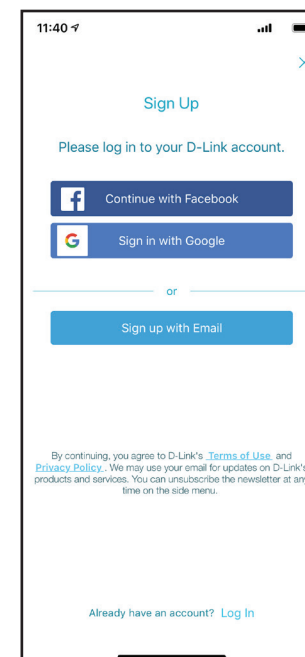 11:40
Sign Up
Please log in to your D-Link account.
Continue with Facebook
Sign in with Google
or
Sign up with Email
By continuing, you agree to D-Link's Terms of Use and
Privacy Policy. We may use your email for updates on D-Link's
products and services. You can unsubscribe the newsletter at any
time on the side menu.
Already have an account? Log In